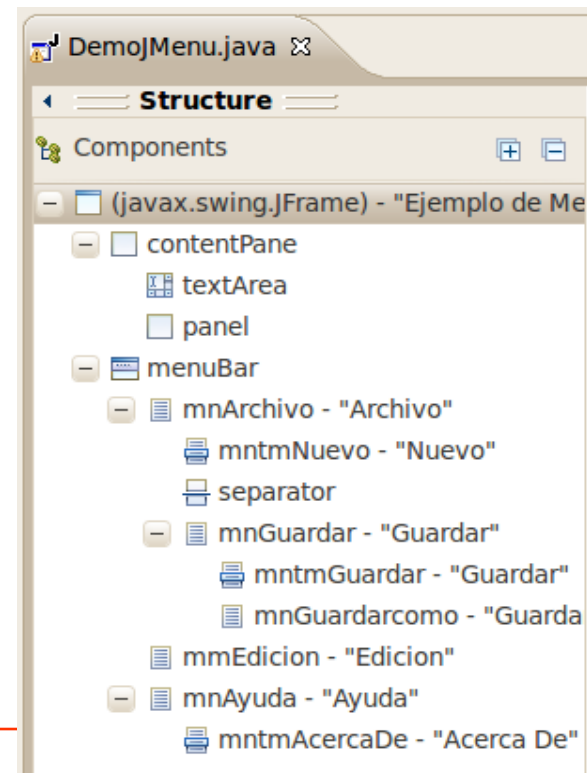 DemoJMenu.java
Structure
Components
(javax.swing.JFrame) - "Ejemplo de Me
contentPane
textArea
panel
menuBar
mnArchivo - "Archivo"
mntmNuevo - "Nuevo"
separator
mnGuardar - "Guardar"
mntmGuardar - "Guardar"
mnGuardarcomo - "Guarda
mmEdicion - "Edicion"
mnAyuda - "Ayuda"
mntmAcercaDe - "Acerca De"